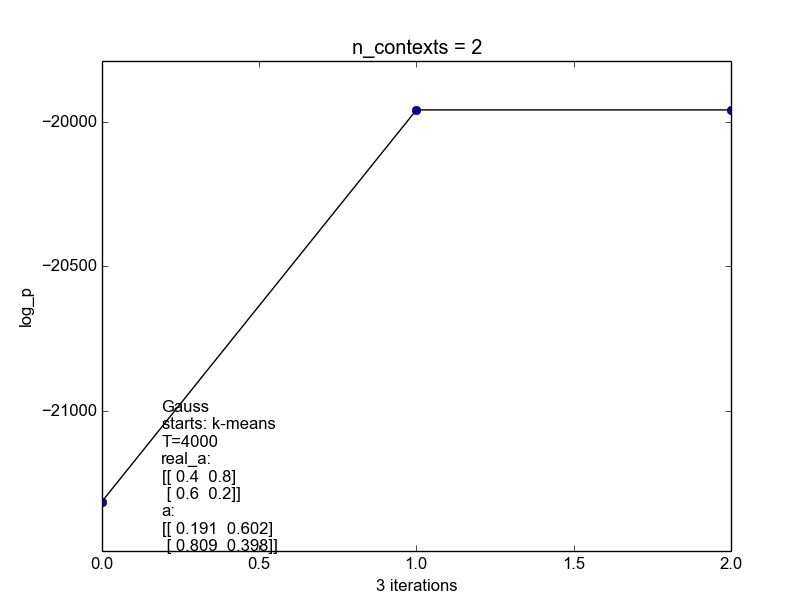 n_contexts = 2
−20000
−20500
−21000
log_p
Gauss
starts: k-means
T=4000
real_a:
[[ 0.4  0.8]
 [ 0.6  0.2]]
a:
[[ 0.191  0.602]
 [ 0.809  0.398]]
0.0 0.5 1.0 1.5 2.0
3 iterations